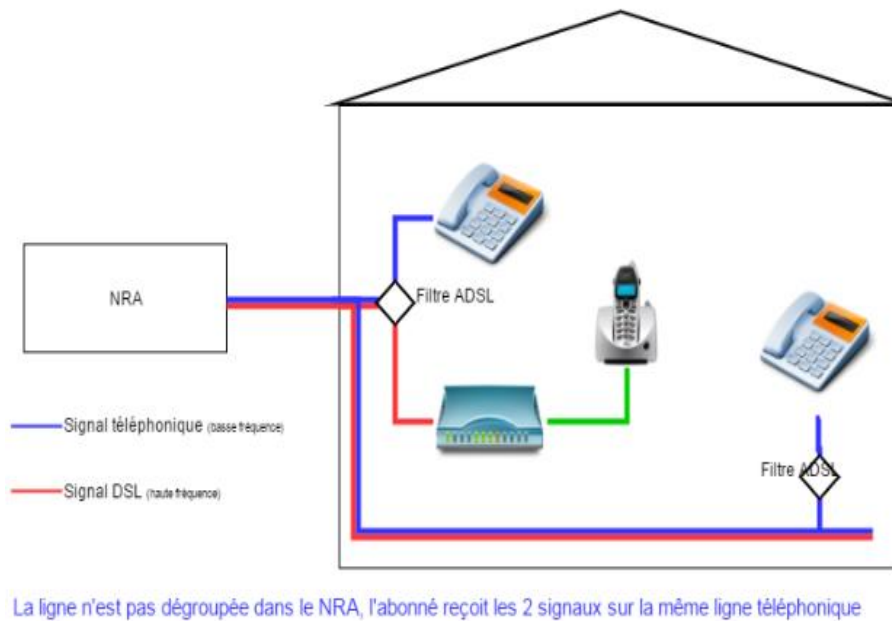 NRA
Filtre ADSL
Filtre ADSL
Signal téléphonique (basse fréquence)
Signal DSL (haute fréquence)
La ligne n'est pas dégroupée dans le NRA, l'abonné reçoit les 2 signaux sur la même ligne téléphonique